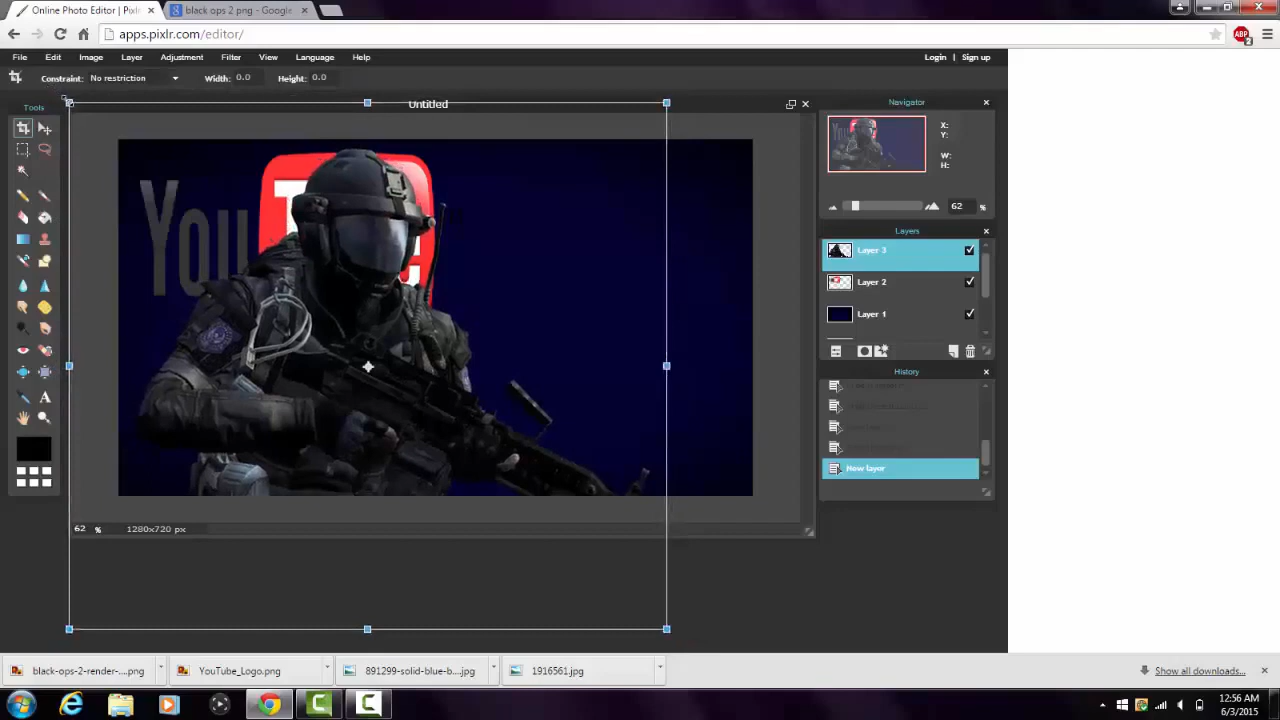 Online Photo Editor | Pixlr
black ops 2 png - Google
apps.pixlr.com/editor/
ABP
2
File Edit Image Layer Adjustment Filter View Language Help
Login | Sign up
Constraint: No restriction Width: 0.0 Height: 0.0
Tools
Untitled
Navigator
You
X:
Y:
W:
H:
62 %
Layers
Layer 3
Layer 2
Layer 1
History
New layer
62 % 1280x720 px
black-ops-2-render-....png
YouTube_Logo.png
891299-solid-blue-b....jpg
1916561.jpg
Show all downloads...
12:56 AM
6/3/2015